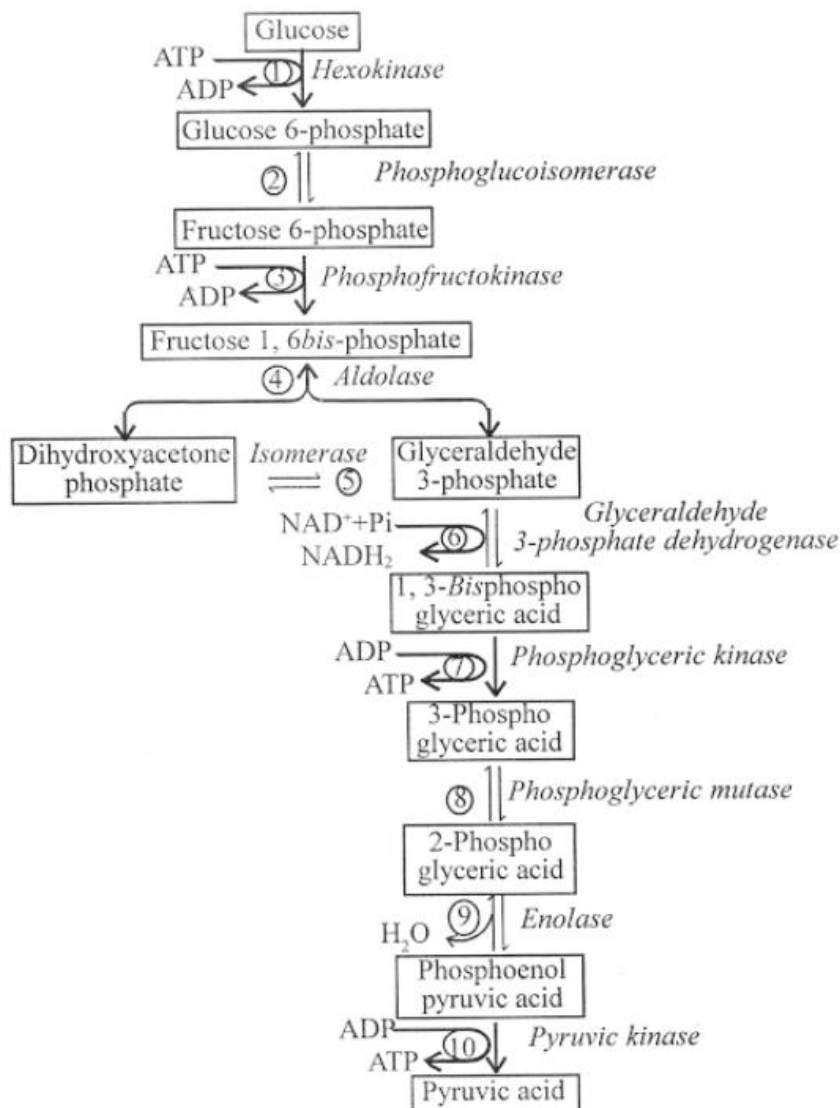 Glucose
ATP
① Hexokinase
ADP
Glucose 6-phosphate
② Phosphoglucoisomerase
Fructose 6-phosphate
ATP
③ Phosphofructokinase
ADP
Fructose 1, 6bis-phosphate
④ Aldolase
Dihydroxyacetone
phosphate
Isomerase
⑤
Glyceraldehyde
3-phosphate
NAD⁺+Pi
⑥
NADH₂
Glyceraldehyde
3-phosphate dehydrogenase
1, 3-Bisphospho
glyceric acid
ADP
⑦ Phosphoglyceric kinase
ATP
3-Phospho
glyceric acid
⑧ Phosphoglyceric mutase
2-Phospho
glyceric acid
⑨ Enolase
H₂O
Phosphoenol
pyruvic acid
ADP
⑩ Pyruvic kinase
ATP
Pyruvic acid